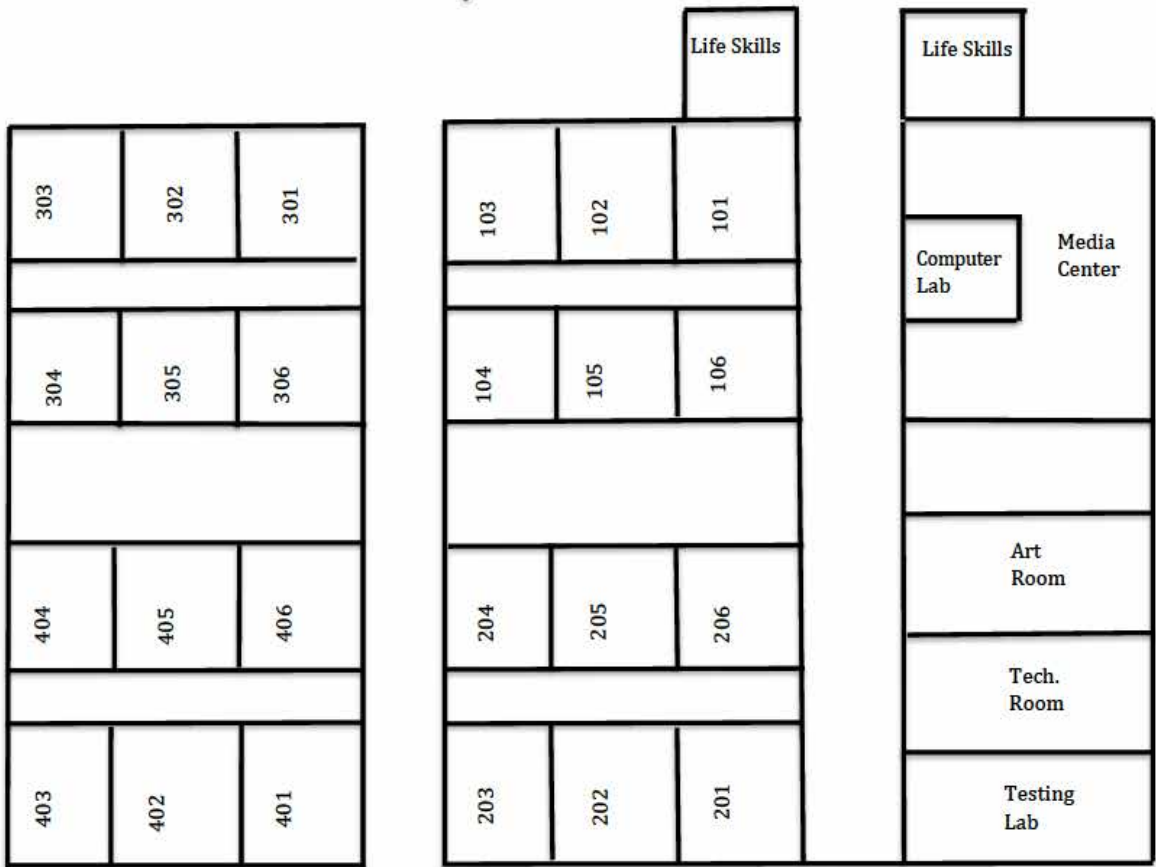 Life Skills
Life Skills
303
302
301
103
102
101
Computer
Lab
Media
Center
304
305
306
104
105
106
404
405
406
204
205
206
Art
Room
Tech.
Room
403
402
401
203
202
201
Testing
Lab